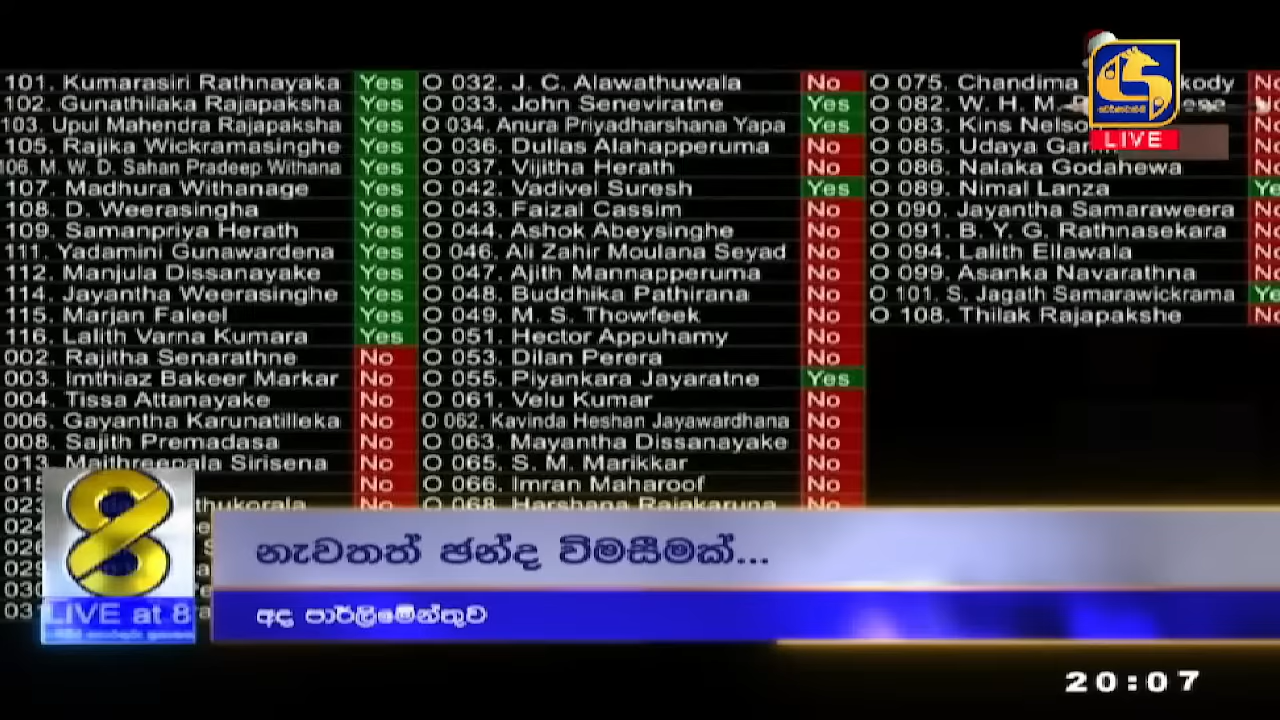 101. Kumarasiri Rathnayaka Yes
102. Gunathilaka Rajapaksha Yes
103. Upul Mahendra Rajapaksha Yes
105. Rajika Wickramasinghe Yes
106. M. W. D. Sahan Pradeep Withana Yes
107. Madhura Withanage Yes
108. D. Weerasingha Yes
109. Samanpriya Herath Yes
111. Yadamini Gunawardena Yes
112. Manjula Dissanayake Yes
114. Jayantha Weerasinghe Yes
115. Marjan Faleel Yes
116. Lalith Varna Kumara Yes
002. Rajitha Senarathne No
003. Imthiaz Bakeer Markar No
004. Tissa Attanayake No
006. Gayantha Karunatilleka No
008. Sajith Premadasa No
013. Maithreepala Sirisena No
No
No
O 032. J. C. Alawathuwala No
O 033. John Seneviratne Yes
O 034. Anura Priyadharshana Yapa Yes
O 036. Dullas Alahapperuma No
O 037. Vijitha Herath No
O 042. Vadivel Suresh Yes
O 043. Faizal Cassim No
O 044. Ashok Abeysinghe No
O 046. Ali Zahir Moulana Seyad No
O 047. Ajith Mannapperuma No
O 048. Buddhika Pathirana No
O 049. M. S. Thowfeek No
O 051. Hector Appuhamy No
O 053. Dilan Perera No
O 055. Piyankara Jayaratne Yes
O 061. Velu Kumar No
O 062. Kavinda Heshan Jayawardhana No
O 063. Mayantha Dissanayake No
O 065. S. M. Marikkar No
O 066. Imran Maharoof No
O 068. Harshana Rajakaruna No
O 075. Chandima
O 082. W. H. M.
O 083. Kins Nelson
O 085. Udaya
O 086. Nalaka Godahewa
O 089. Nimal Lanza
O 090. Jayantha Samaraweera
O 091. B. Y. G. Rathnasekara
O 094. Lalith Ellawala
O 099. Asanka Navarathna
O 101. S. Jagath Samarawickrama
O 108. Thilak Rajapakshe
LIVE
8
LIVE at 8
නැවතත් ඡන්ද විමසීමක්...
අද පාර්ලිමේන්තුව
20:07